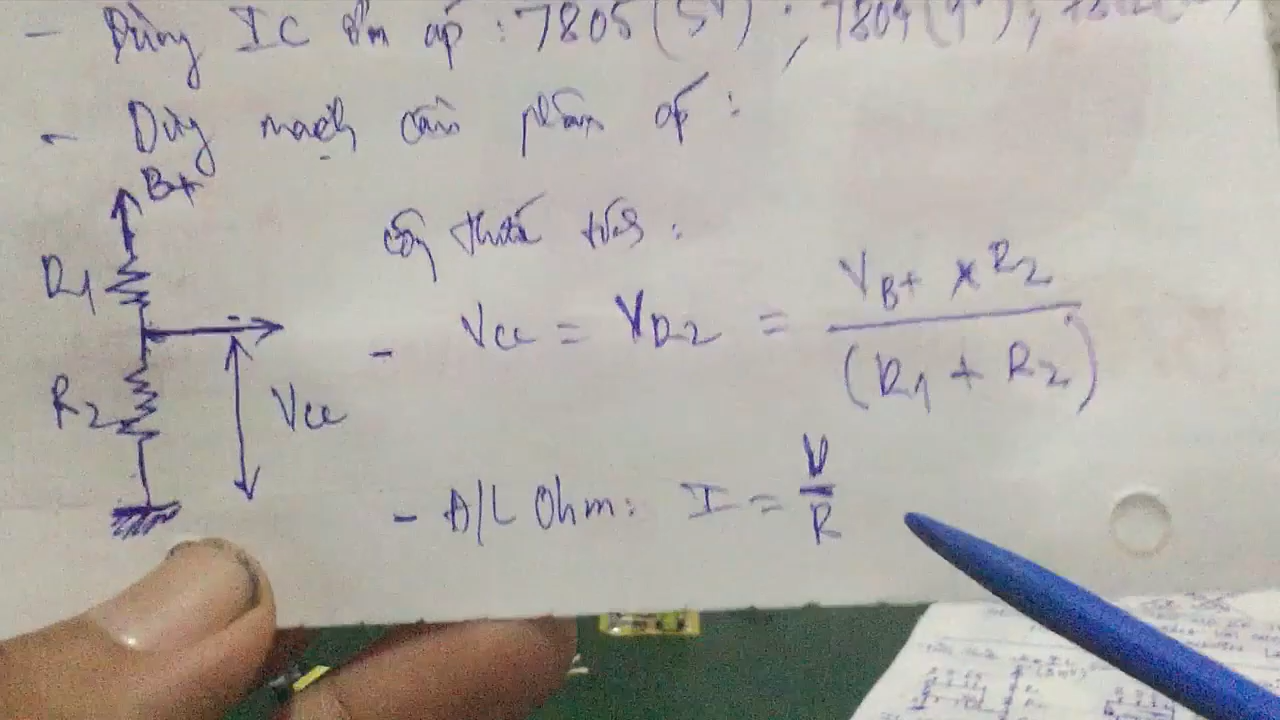 - Dùng IC ổn áp : 7805 (5V) ; 7809 (9V) ;
- Dùng mạch cầu phân áp :
B+
R1
R2
Vcc
Công thức tính :
- Vcc = VR2 = VB+ x R2 / (R1 + R2)
- Đ/L Ohm: I = V / R